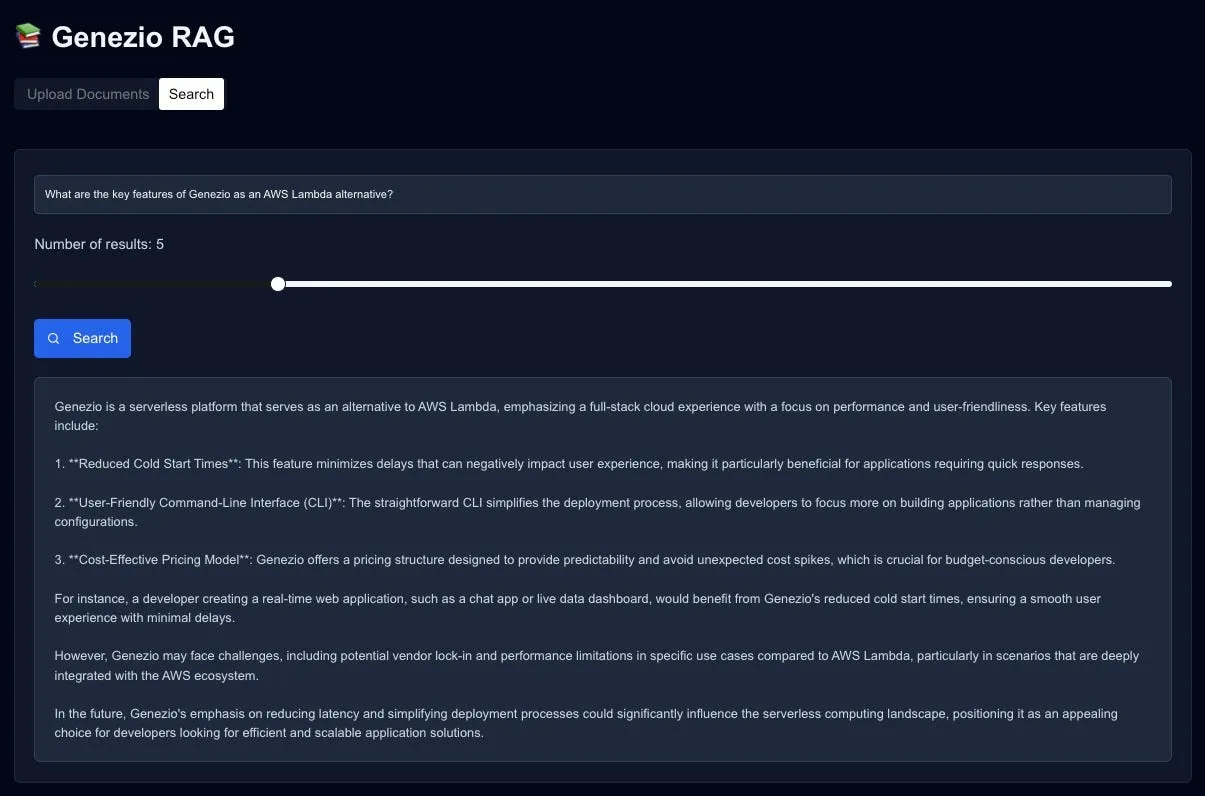 📚 Genezio RAG
Upload Documents Search
What are the key features of Genezio as an AWS Lambda alternative?
Number of results: 5
Search
Genezio is a serverless platform that serves as an alternative to AWS Lambda, emphasizing a full-stack cloud experience with a focus on performance and user-friendliness. Key features
include:
1. **Reduced Cold Start Times**: This feature minimizes delays that can negatively impact user experience, making it particularly beneficial for applications requiring quick responses.
2. **User-Friendly Command-Line Interface (CLI)**: The straightforward CLI simplifies the deployment process, allowing developers to focus more on building applications rather than managing
configurations.
3. **Cost-Effective Pricing Model**: Genezio offers a pricing structure designed to provide predictability and avoid unexpected cost spikes, which is crucial for budget-conscious developers.
For instance, a developer creating a real-time web application, such as a chat app or live data dashboard, would benefit from Genezio's reduced cold start times, ensuring a smooth user
experience with minimal delays.
However, Genezio may face challenges, including potential vendor lock-in and performance limitations in specific use cases compared to AWS Lambda, particularly in scenarios that are deeply
integrated with the AWS ecosystem.
In the future, Genezio's emphasis on reducing latency and simplifying deployment processes could significantly influence the serverless computing landscape, positioning it as an appealing
choice for developers looking for efficient and scalable application solutions.